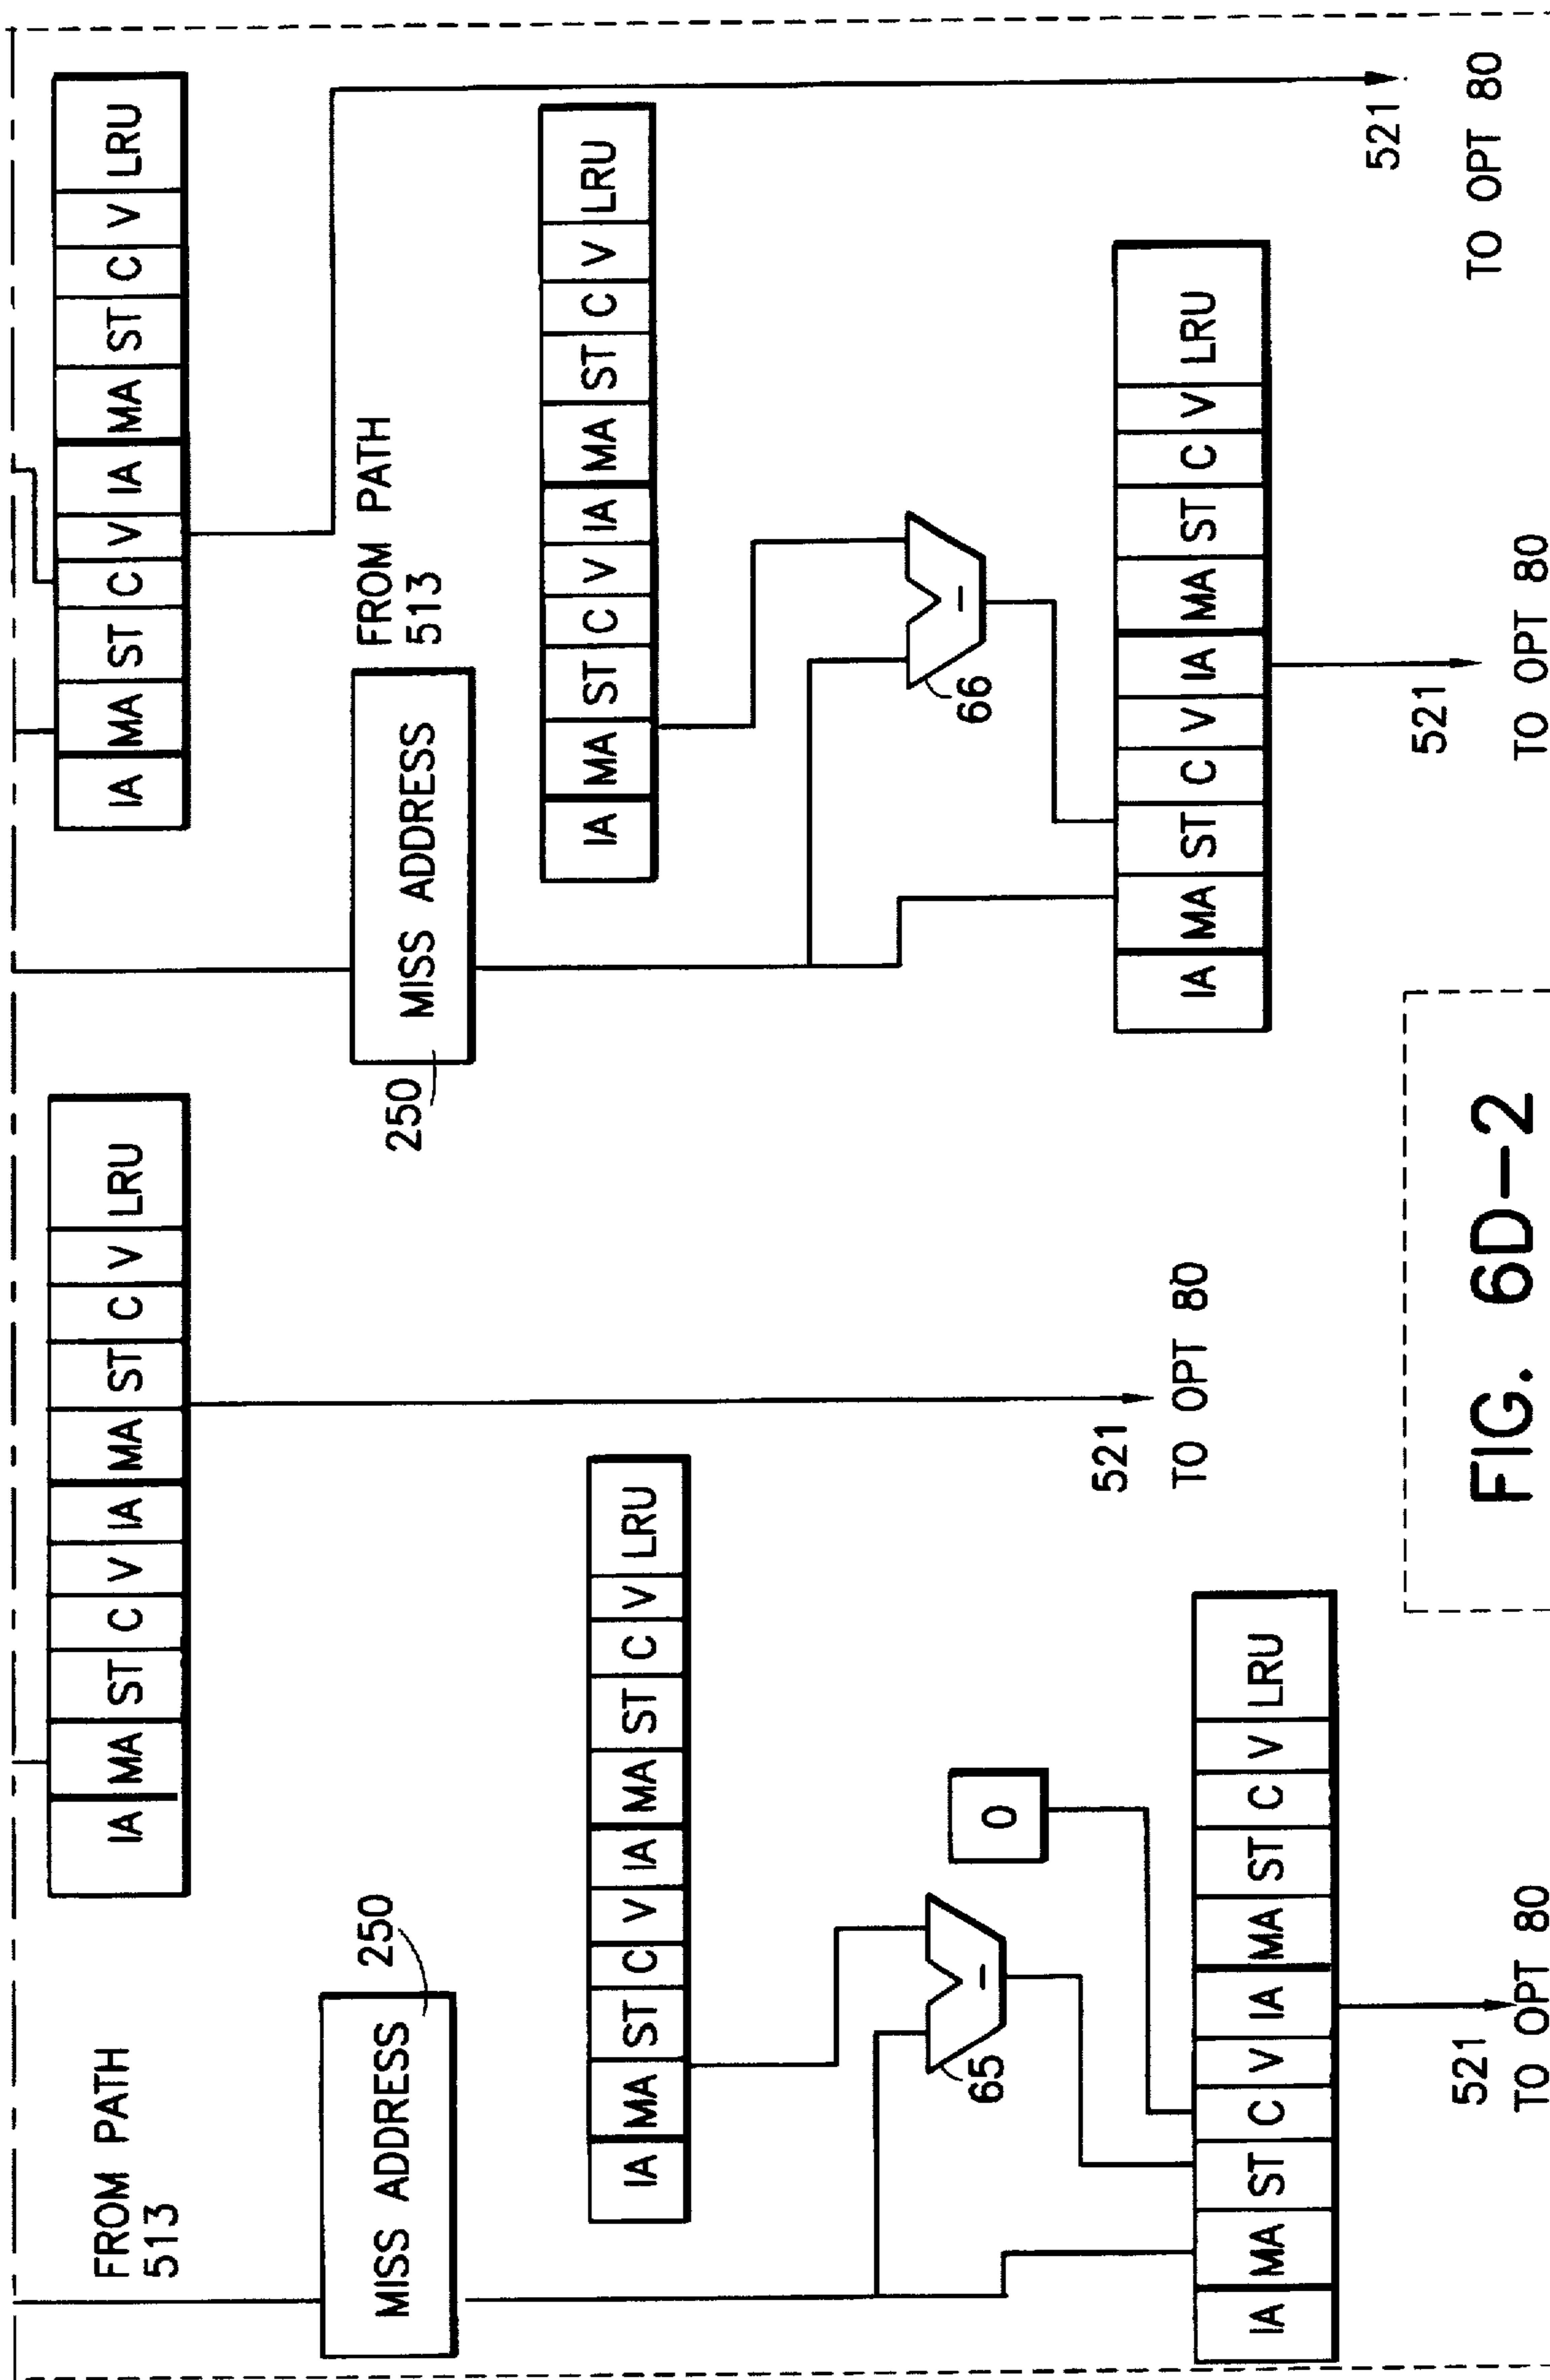 FROM PATH
513
IA MA ST C V IA MA ST C V LRU
IA MA ST C V IA MA ST C V LRU
MISS ADDRESS
250
250
MISS ADDRESS
FROM PATH
513
IA MA ST C V IA MA ST C V LRU
IA MA ST C V IA MA ST C V LRU
65
–
0
66
–
521
TO OPT 80
IA MA ST C V IA MA ST C V LRU
IA MA ST C V IA MA ST C V LRU
521
TO OPT 80
521
TO OPT 80
521
TO OPT 80
FIG. 6D-2